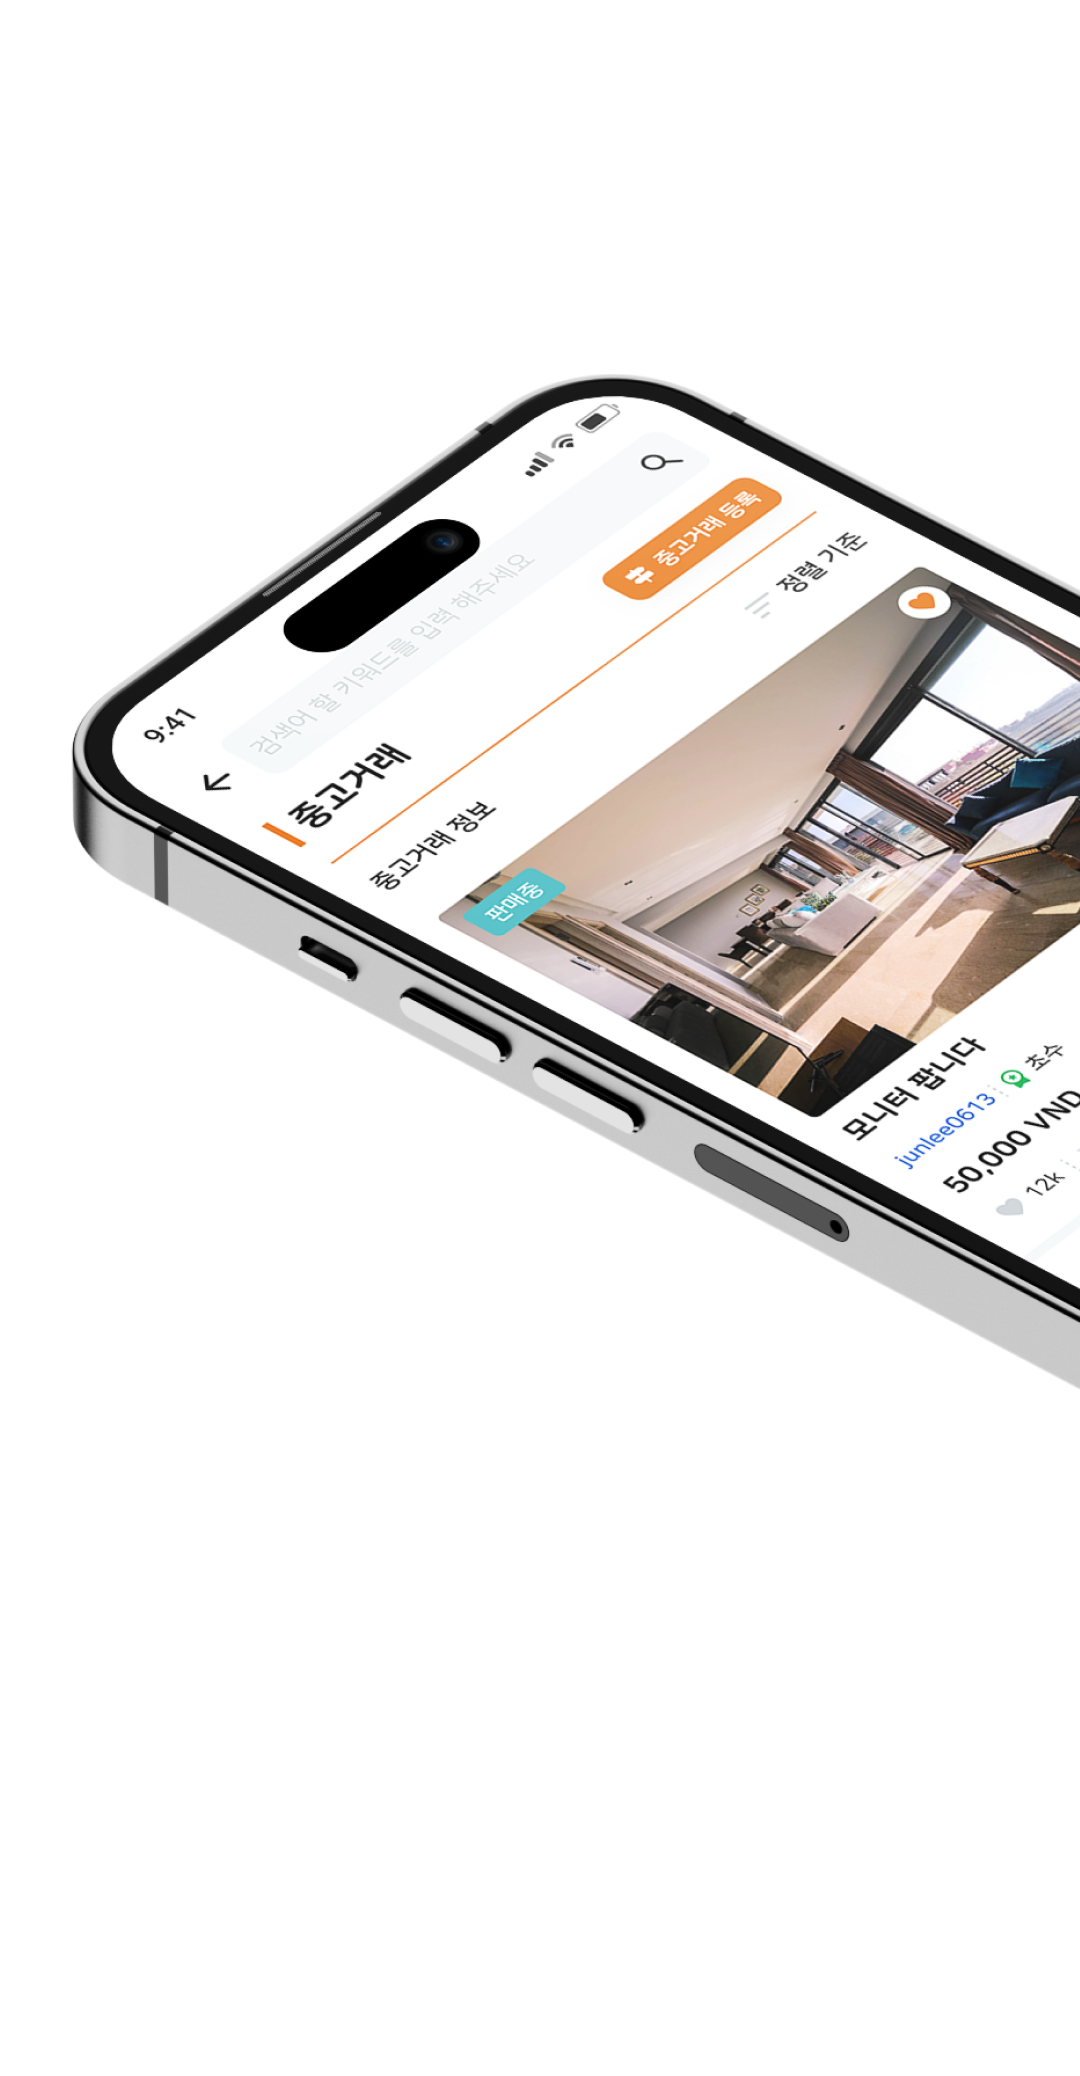 9:41
검색어 할 키워드를 입력 해주세요
중고거래
중고거래 등록
중고거래 정보
정렬 기준
판매중
모니터 팝니다
junlee0613
초수
50,000 VND
12k